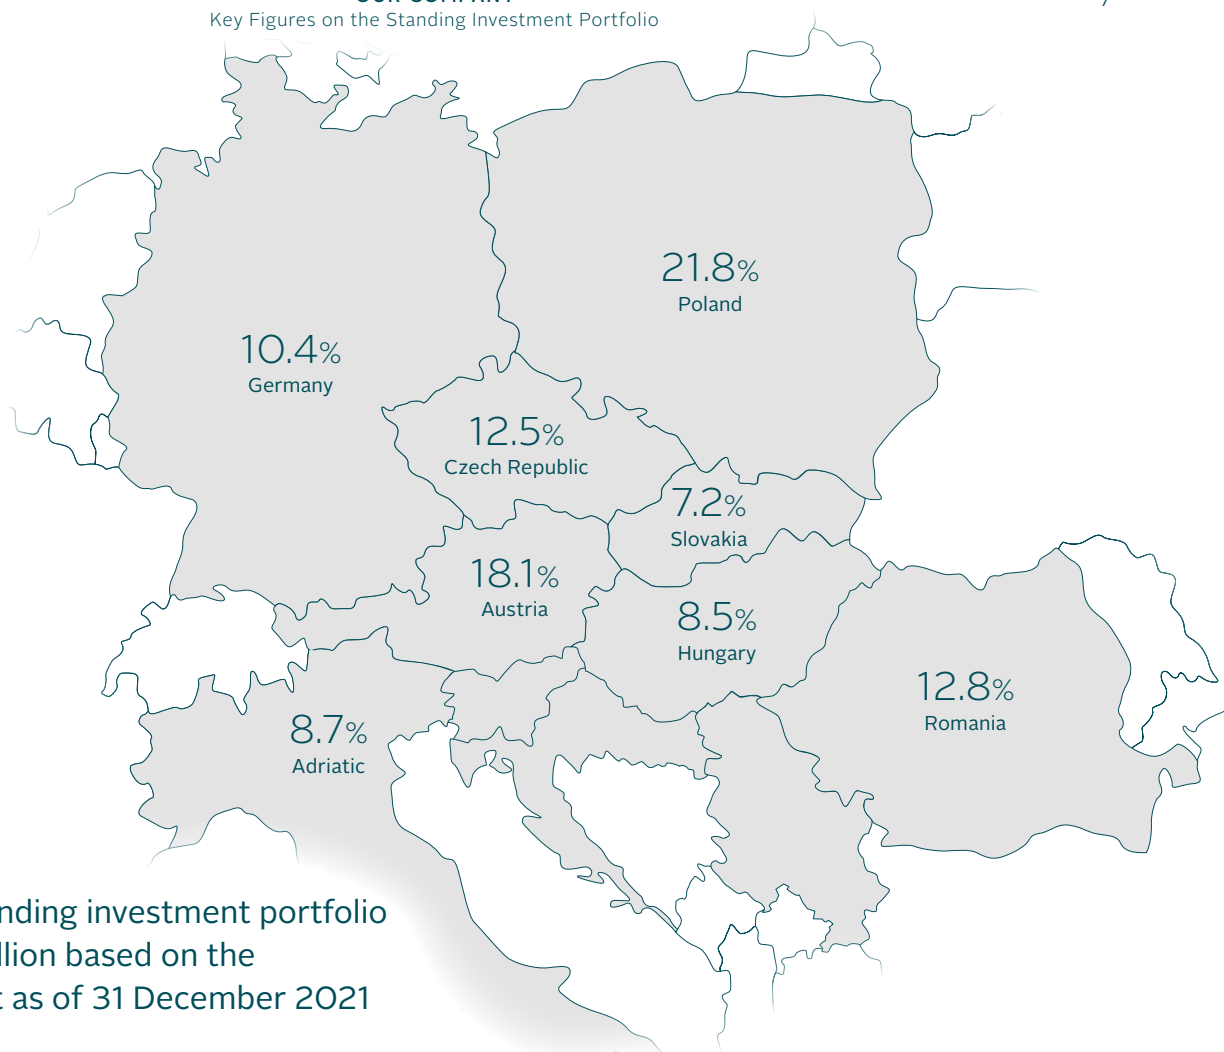 OUR COMPANY
Key Figures on the Standing Investment Portfolio
21.8%
Poland
10.4%
Germany
12.5%
Czech Republic
7.2%
Slovakia
18.1%
Austria
8.5%
Hungary
12.8%
Romania
8.7%
Adriatic
investment portfolio
based on the
as of 31 December 2021